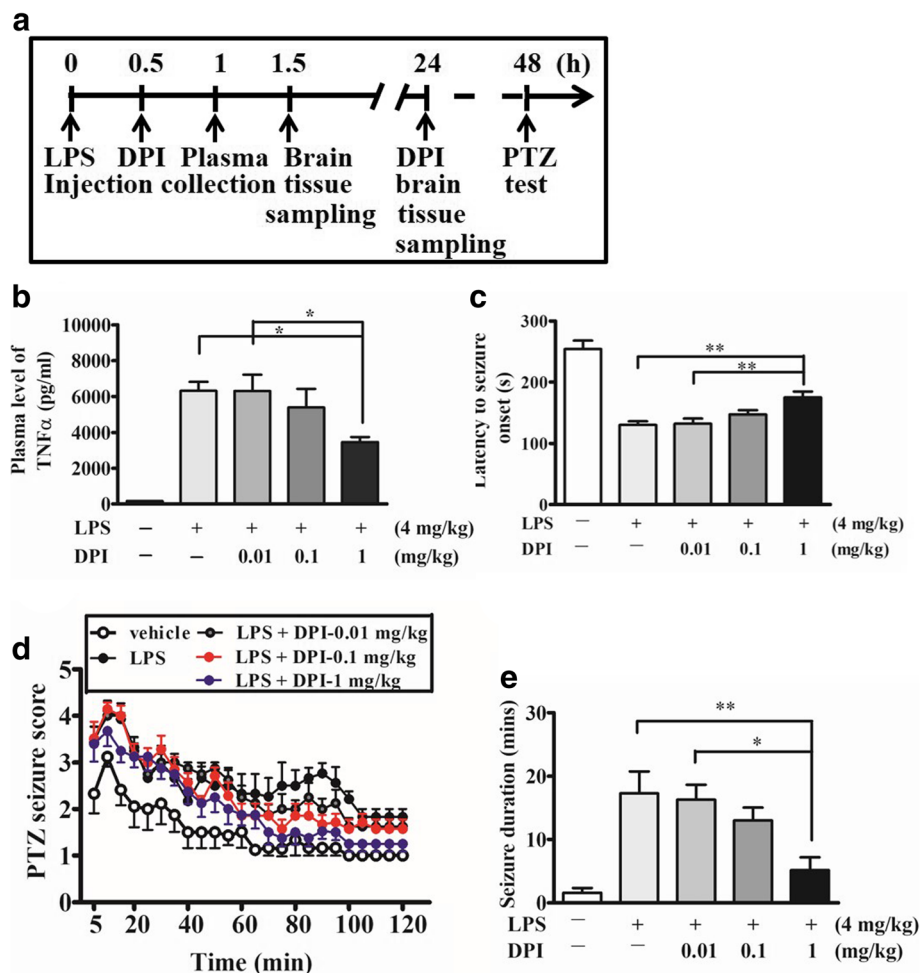 a
0 0.5 1 1.5 24 48 (h)
LPS DPI Plasma Brain DPI PTZ
Injection collection tissue brain test
sampling tissue
sampling
b
Plasma level of
TNFα (pg/ml)
10000
8000
6000
4000
2000
0
*
*
LPS – + + + + (4 mg/kg)
DPI – – 0.01 0.1 1 (mg/kg)
c
Latency to seizure
onset (s)
300
200
100
0
**
**
LPS – + + + + (4 mg/kg)
DPI – – 0.01 0.1 1 (mg/kg)
d
vehicle LPS + DPI-0.01 mg/kg
LPS LPS + DPI-0.1 mg/kg
LPS + DPI-1 mg/kg
PTZ seizure score
5
4
3
2
1
0
5 20 40 60 80 100 120
Time (min)
e
Seizure duration (mins)
30
20
10
0
**
*
LPS – + + + + (4 mg/kg)
DPI – – 0.01 0.1 1 (mg/kg)